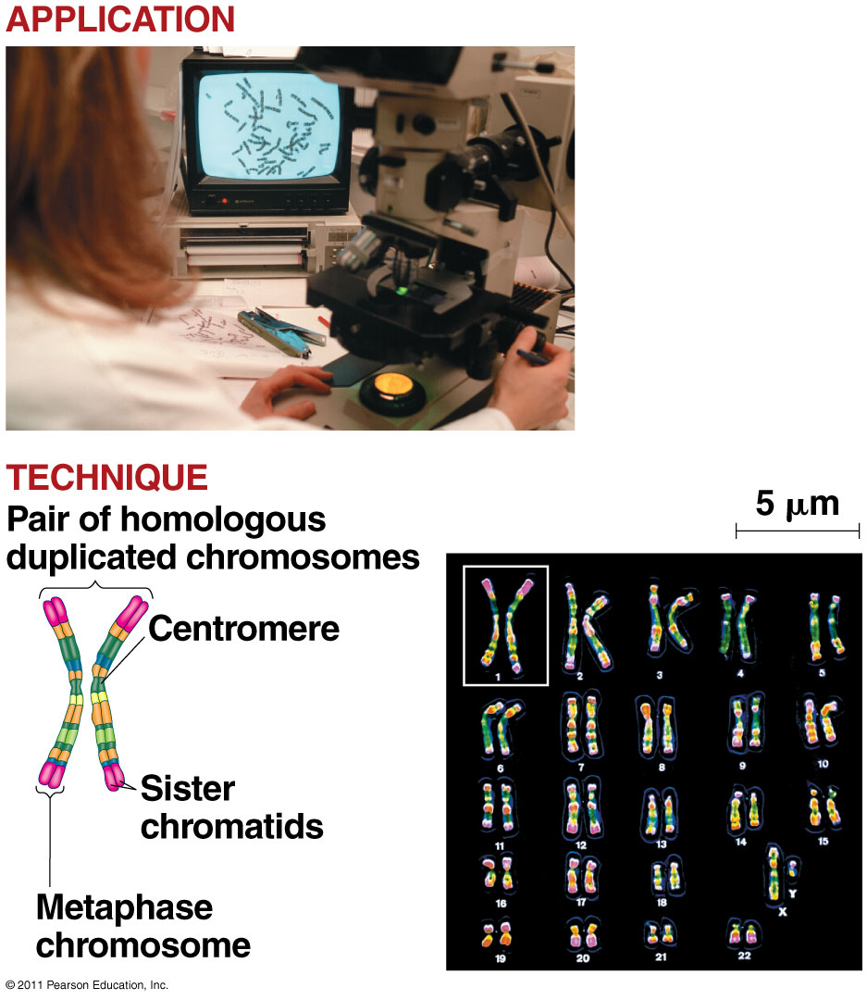 APPLICATION
TECHNIQUE
Pair of homologous
duplicated chromosomes
Centromere
Sister
chromatids
Metaphase
chromosome
5 μm
1 2 3 4 5
6 7 8 9 10
11 12 13 14 15
16 17 18 X Y
19 20 21 22
© 2011 Pearson Education, Inc.